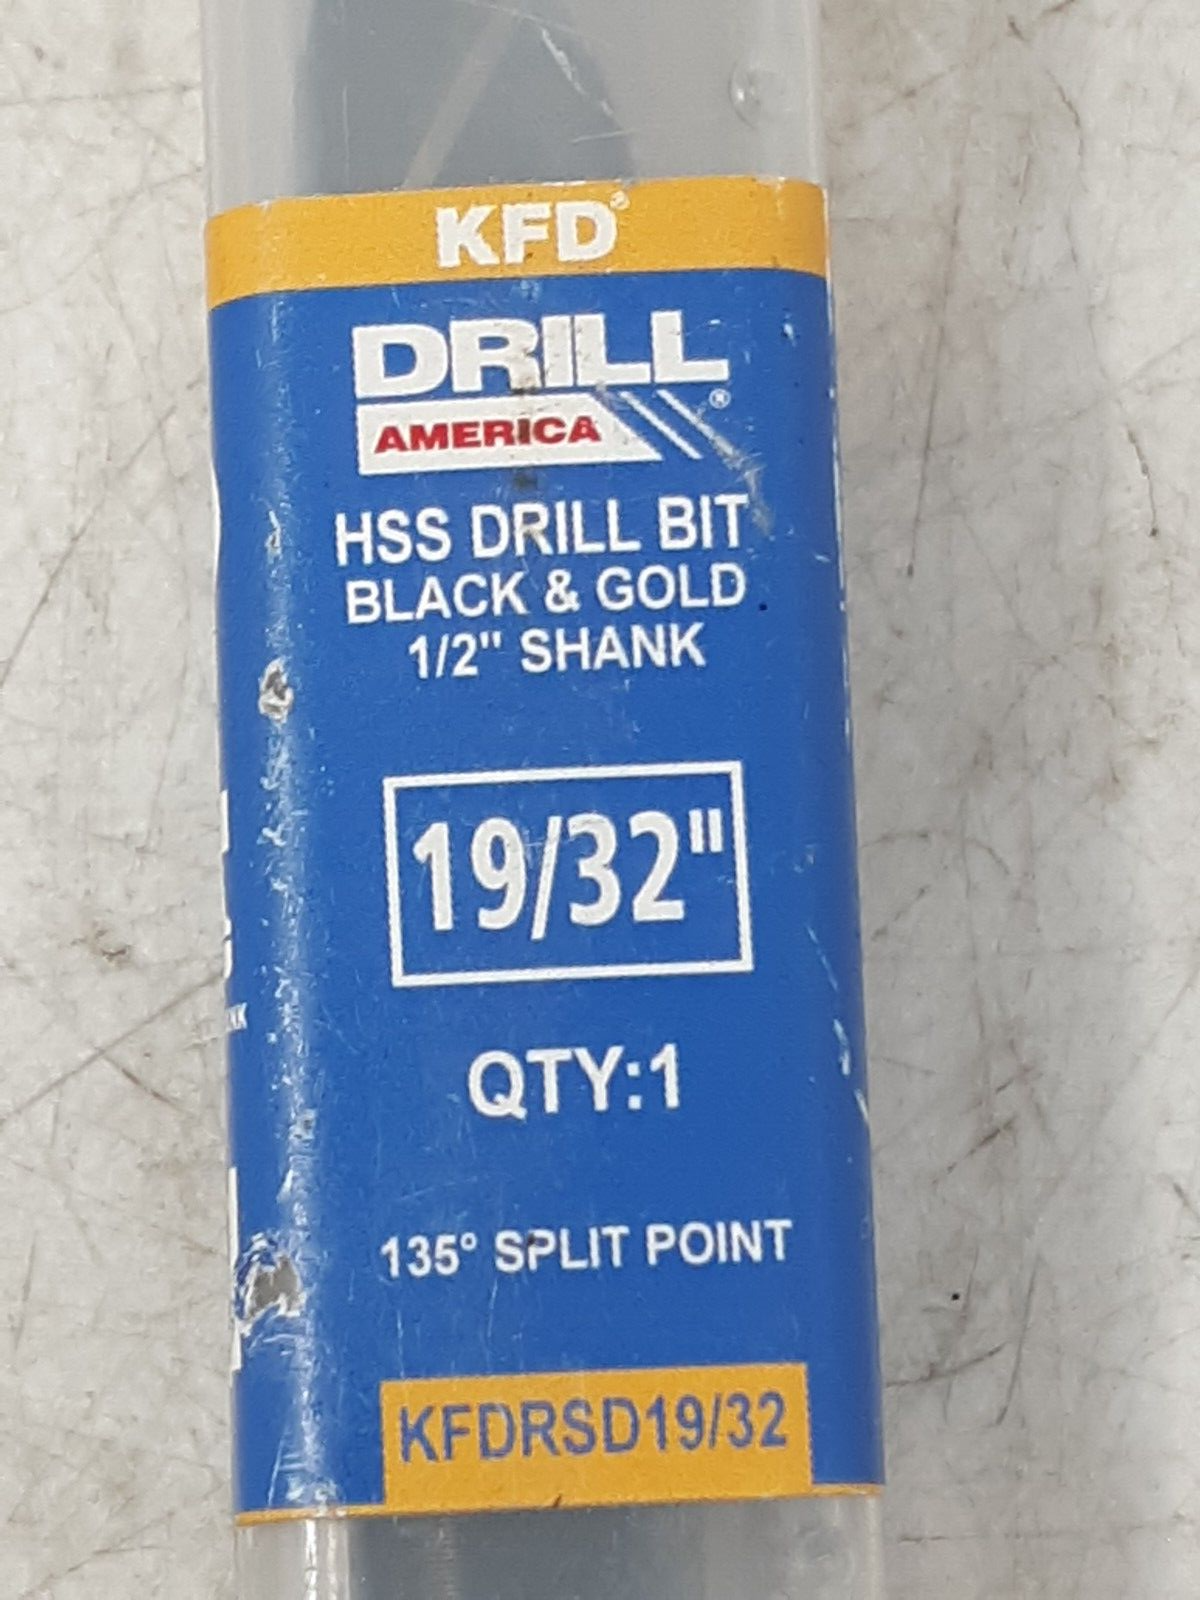 KFD®
DRILL
AMERICA®
HSS DRILL BIT
BLACK & GOLD
1/2" SHANK
19/32"
QTY:1
135° SPLIT POINT
KFDRSD19/32